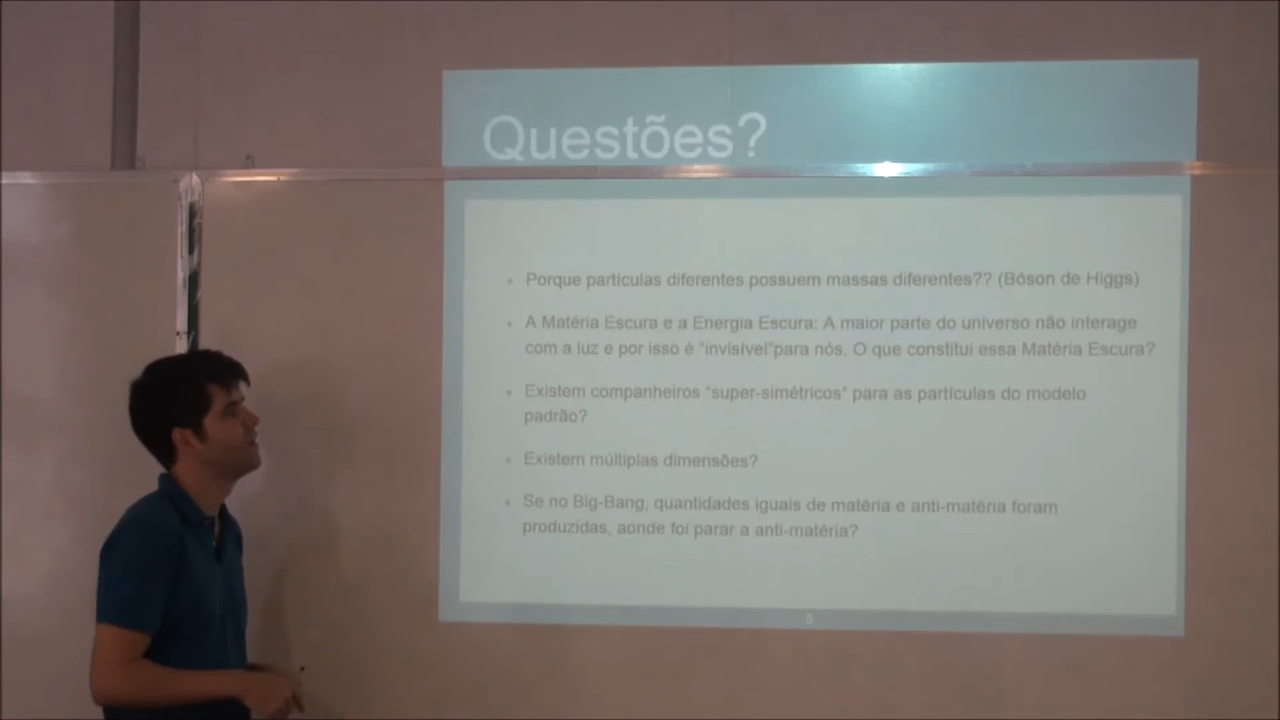 Questões?
Porque partículas diferentes possuem massas diferentes?? (Bóson de Higgs)
A Matéria Escura e a Energia Escura: A maior parte do universo não interage
com a luz e por isso é "invisível"para nós. O que constitui essa Matéria Escura?
Existem companheiros "super-simétricos" para as partículas do modelo
padrão?
Existem múltiplas dimensões?
Se no Big-Bang, quantidades iguais de matéria e anti-matéria foram
produzidas, aonde foi parar a anti-matéria?
5